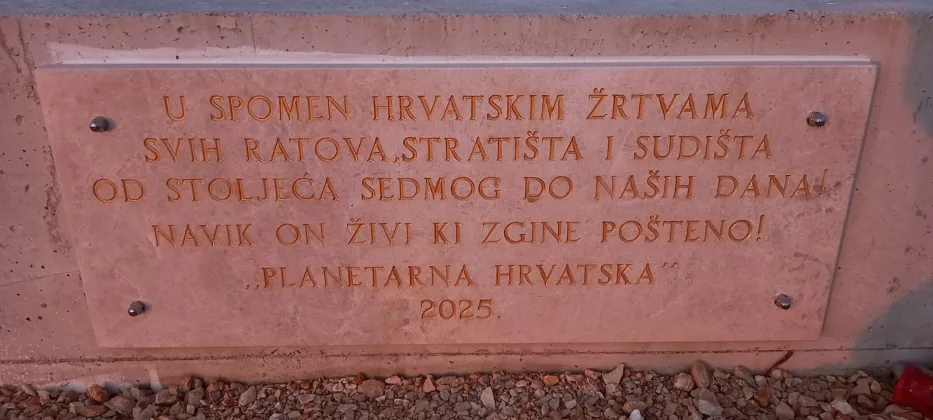 U SPOMEN HRVATSKIM ŽRTVAMA
SVIH RATOVA,STRATIŠTA I SUDIŠTA
OD STOLJEĆA SEDMOG DO NAŠIH DANA!
NAVIK ON ŽIVI KI ZGINE POŠTENO!
„PLANETARNA HRVATSKA˝
2025.